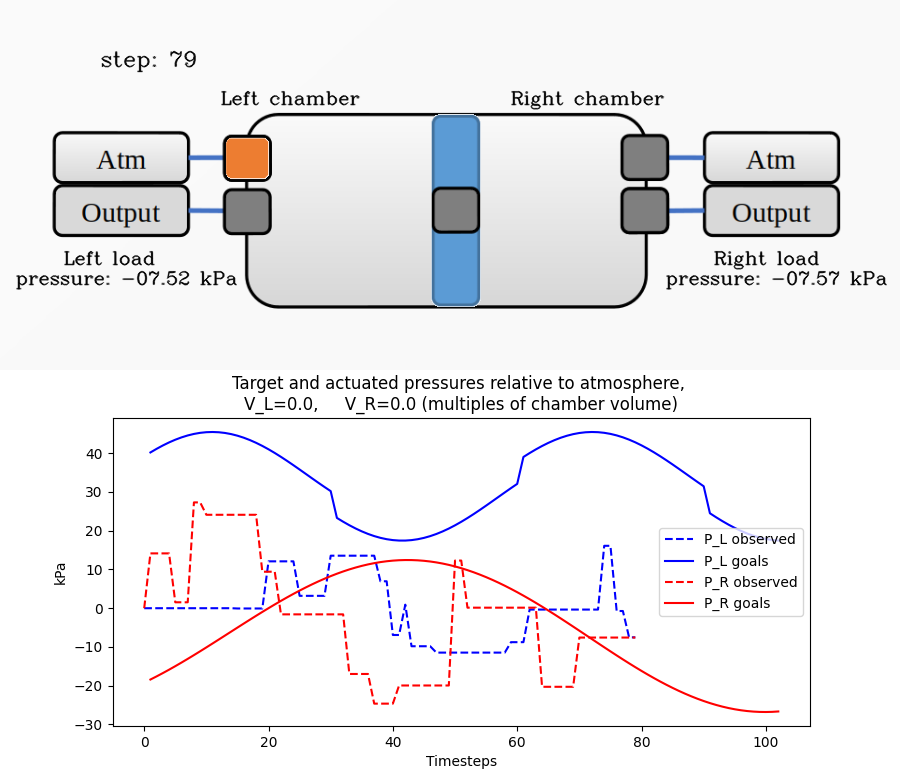 step: 79
Left chamber
Right chamber
Atm
Atm
Output
Output
Left load
pressure: −07.52 kPa
Right load
pressure: −07.57 kPa
Target and actuated pressures relative to atmosphere,
V_L=0.0,     V_R=0.0 (multiples of chamber volume)
kPa
40
30
20
10
0
−10
−20
−30
P_L observed
P_L goals
P_R observed
P_R goals
0
20
40
60
80
100
Timesteps